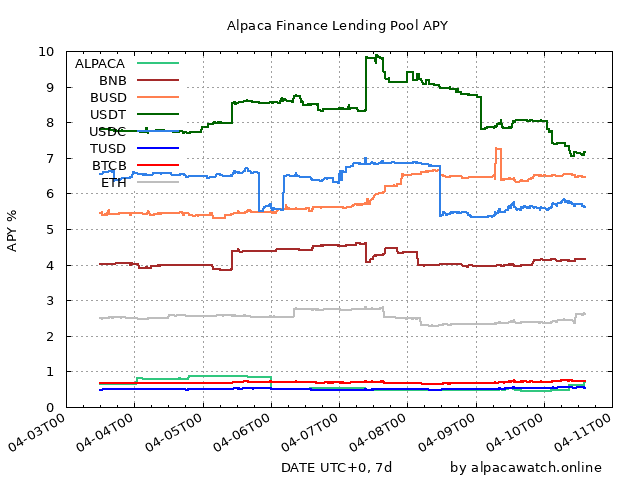 Alpaca Finance Lending Pool APY
10
9
8
7
6
5
4
3
2
1
0
APY %
ALPACA
BNB
BUSD
USDT
USDC
TUSD
BTCB
ETH
04-03T00
04-04T00
04-05T00
04-06T00
04-07T00
04-08T00
04-09T00
04-10T00
04-11T00
DATE UTC+0, 7d
by alpacawatch.online